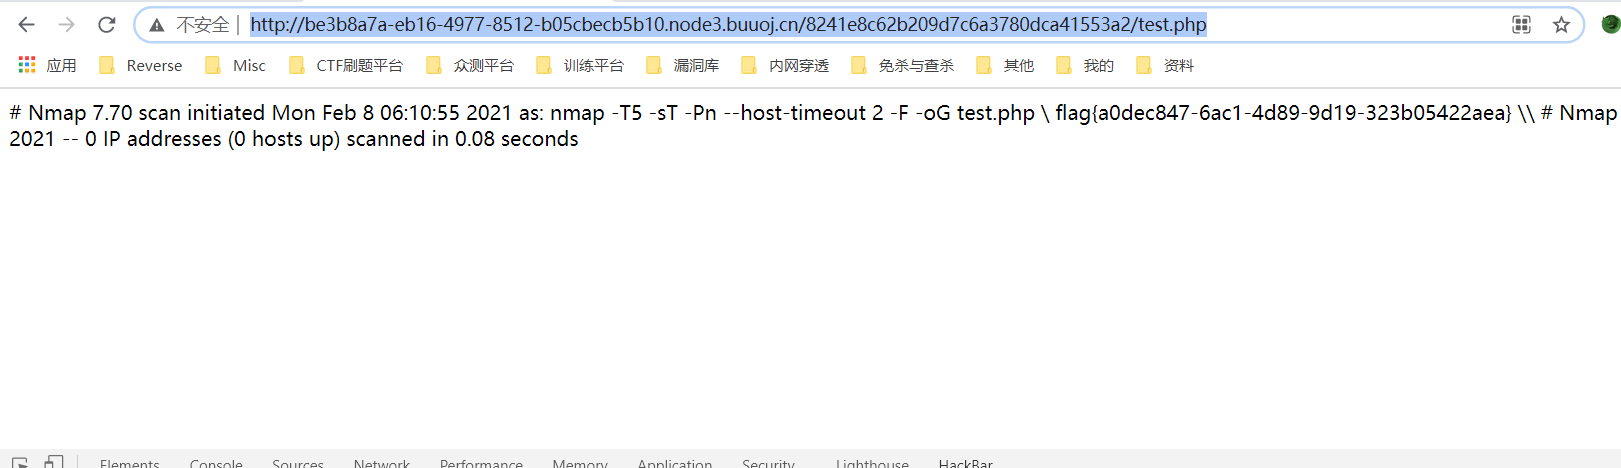 不安全 | http://be3b8a7a-eb16-4977-8512-b05cbecb5b10.node3.buuoj.cn/8241e8c62b209d7c6a3780dca41553a2/test.php
应用 Reverse Misc CTF刷题平台 众测平台 训练平台 漏洞库 内网穿透 免杀与查杀 其他 我的 资料
# Nmap 7.70 scan initiated Mon Feb 8 06:10:55 2021 as: nmap -T5 -sT -Pn --host-timeout 2 -F -oG test.php \ flag{a0dec847-6ac1-4d89-9d19-323b05422aea} \\ # Nmap
2021 -- 0 IP addresses (0 hosts up) scanned in 0.08 seconds
Elements Console Sources Network Performance Memory Application Security Lighthouse HackBar